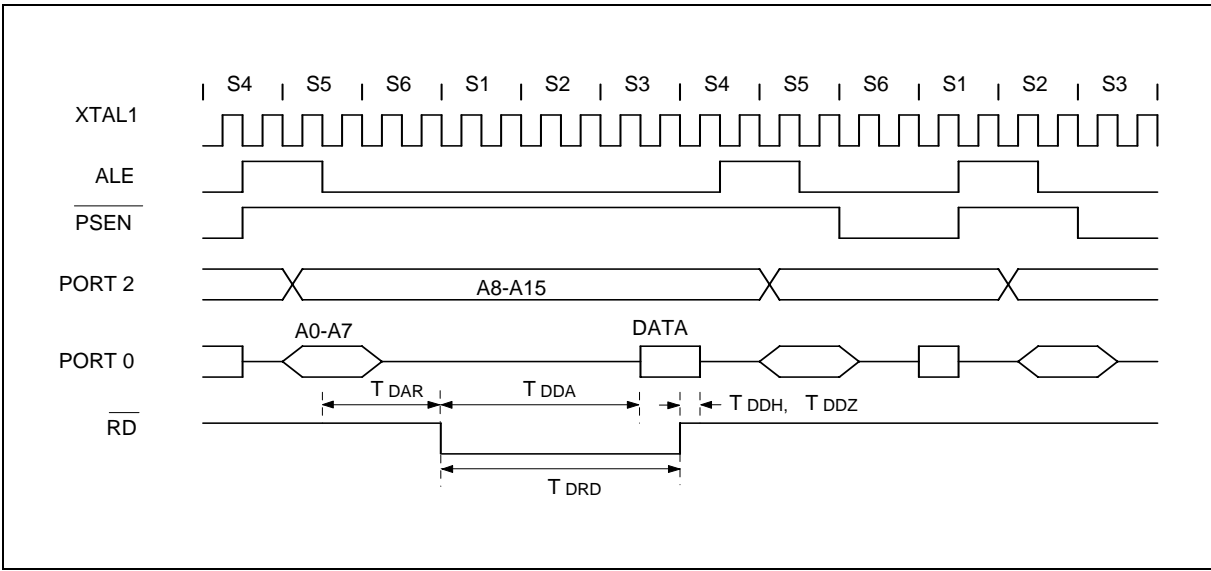 S4 S5 S6 S1 S2 S3 S4 S5 S6 S1 S2 S3
XTAL1
ALE
PSEN
PORT 2
A8-A15
A0-A7
DATA
PORT 0
T DAR
T DDA
T DDH, T DDZ
RD
T DRD